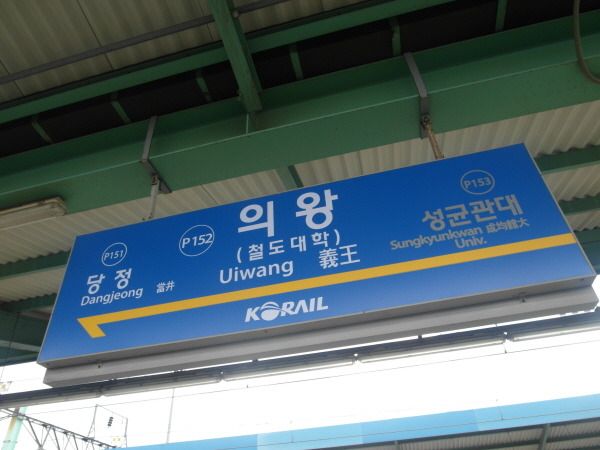 P151
당정
Dangjeong 當井
P152
의왕
(철도대학)
Uiwang 義王
P153
성균관대
Sungkyunkwan 成均館大
Univ.
KORAIL